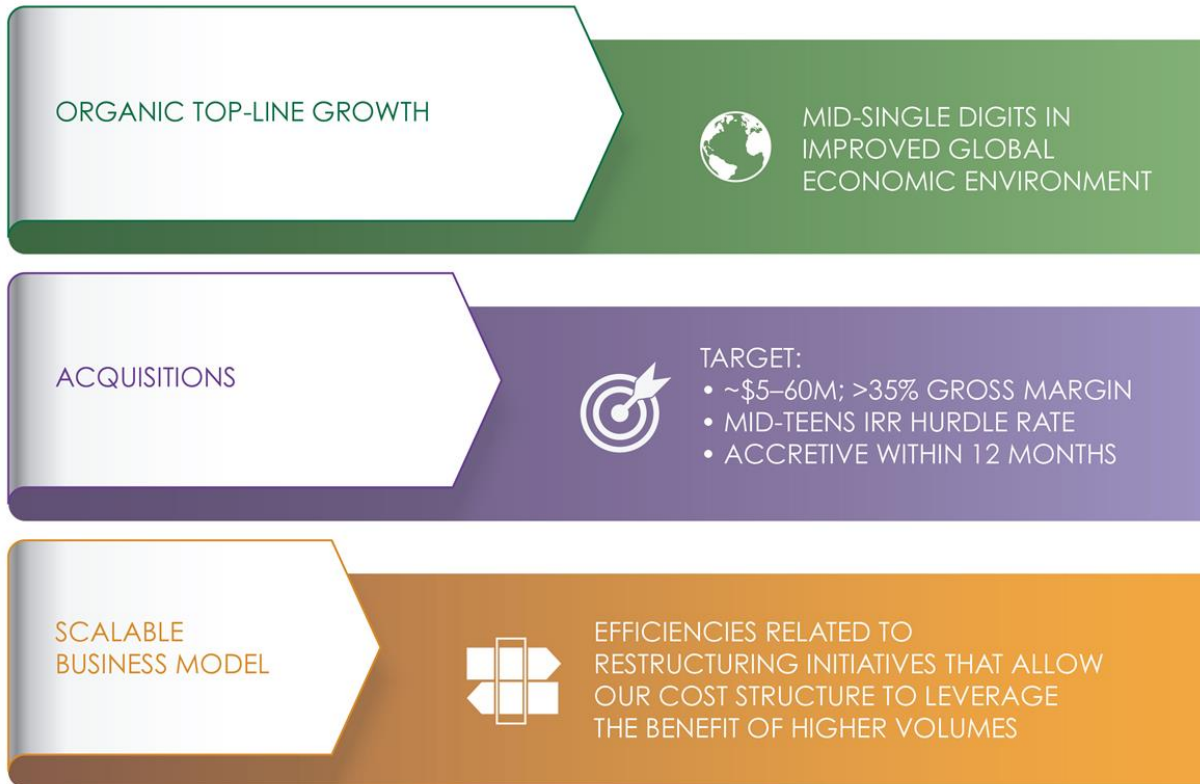 ORGANIC TOP-LINE GROWTH
MID-SINGLE DIGITS IN
IMPROVED GLOBAL
ECONOMIC ENVIRONMENT
ACQUISITIONS
TARGET:
• ~$5–60M; >35% GROSS MARGIN
• MID-TEENS IRR HURDLE RATE
• ACCRETIVE WITHIN 12 MONTHS
SCALABLE
BUSINESS MODEL
EFFICIENCIES RELATED TO
RESTRUCTURING INITIATIVES THAT ALLOW
OUR COST STRUCTURE TO LEVERAGE
THE BENEFIT OF HIGHER VOLUMES